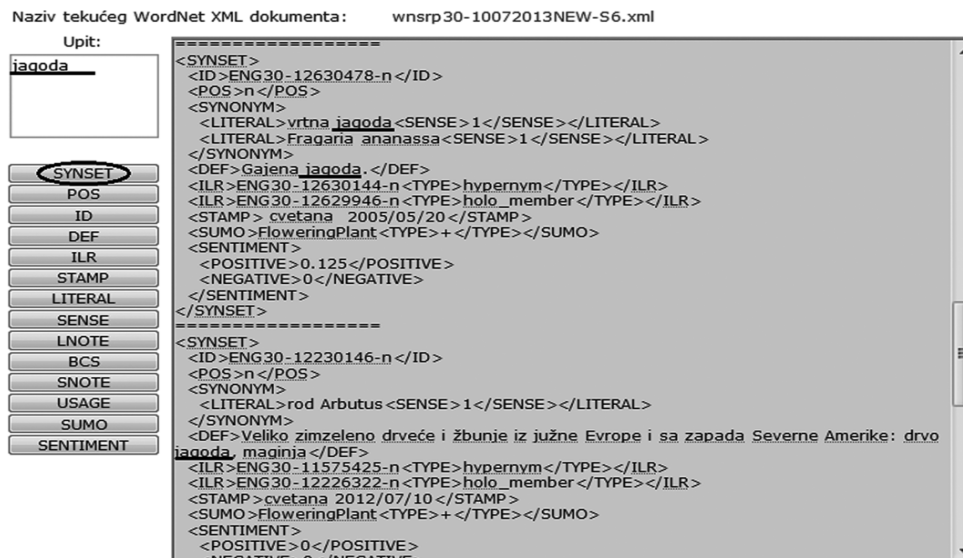 Naziv tekućeg WordNet XML dokumenta: wnsrp30-10072013NEW-S6.xml
Upit:
jagoda
SYNSET
POS
ID
DEF
ILR
STAMP
LITERAL
SENSE
LNOTE
BCS
SNOTE
USAGE
SUMO
SENTIMENT
==================
<SYNSET>
<ID>ENG30-12630478-n</ID>
<POS>n</POS>
<SYNONYM>
<LITERAL>vrtna jagoda<SENSE>1</SENSE></LITERAL>
<LITERAL>Fragaria ananassa<SENSE>1</SENSE></LITERAL>
</SYNONYM>
<DEF>Gajena jagoda.</DEF>
<ILR>ENG30-12630144-n<TYPE>hypernym</TYPE></ILR>
<ILR>ENG30-12629946-n<TYPE>holo_member</TYPE></ILR>
<STAMP> cvetana 2005/05/20</STAMP>
<SUMO>FloweringPlant<TYPE>+</TYPE></SUMO>
<SENTIMENT>
<POSITIVE>0.125</POSITIVE>
<NEGATIVE>0</NEGATIVE>
</SENTIMENT>
</SYNSET>
==================
<SYNSET>
<ID>ENG30-12230146-n</ID>
<POS>n</POS>
<SYNONYM>
<LITERAL>rod Arbutus<SENSE>1</SENSE></LITERAL>
</SYNONYM>
<DEF>Veliko zimzeleno drveće i žbunje iz južne Evrope i sa zapada Severne Amerike: drvo
jagoda, maginja</DEF>
<ILR>ENG30-11575425-n<TYPE>hypernym</TYPE></ILR>
<ILR>ENG30-12226322-n<TYPE>holo_member</TYPE></ILR>
<STAMP>cvetana 2012/07/10</STAMP>
<SUMO>FloweringPlant<TYPE>+</TYPE></SUMO>
<SENTIMENT>
<POSITIVE>0</POSITIVE>
<NEGATIVE>0</NEGATIVE>